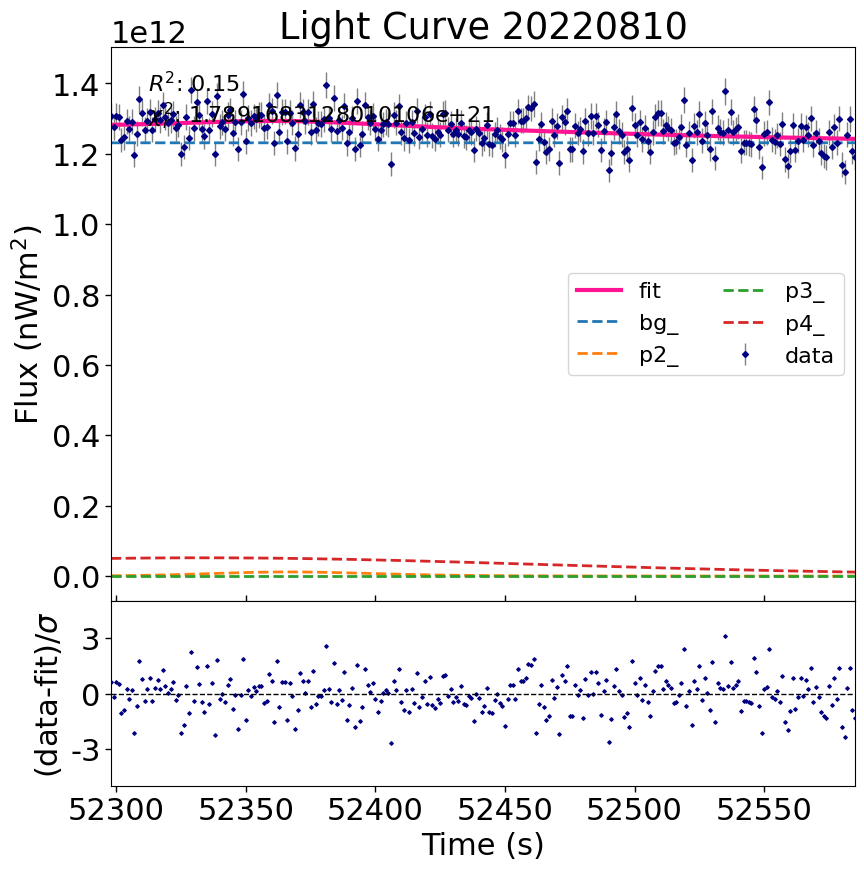 Light Curve 20220810
1e12
R²: 0.15
1.4
1.2
1.0
0.8
0.6
0.4
0.2
0.0
Flux (nW/m²)
fit
bg_
p2_
p3_
p4_
data
3
0
-3
(data-fit)/σ
52300
52350
52400
52450
52500
52550
Time (s)